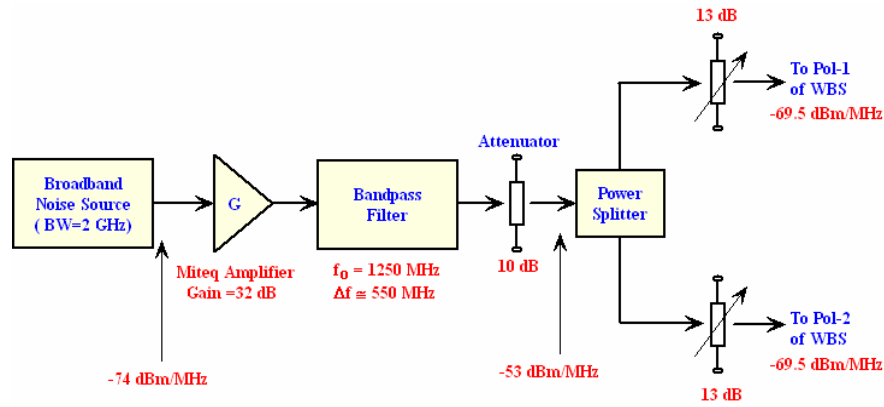 13 dB
To Pol-1
of WBS
-69.5 dBm/MHz
Attenuator
Broadband
Noise Source
( BW=2 GHz)
G
Bandpass
Filter
Power
Splitter
Miteq Amplifier
Gain =32 dB
f₀ = 1250 MHz
Δf ≅ 550 MHz
10 dB
-74 dBm/MHz
-53 dBm/MHz
To Pol-2
of WBS
-69.5 dBm/MHz
13 dB